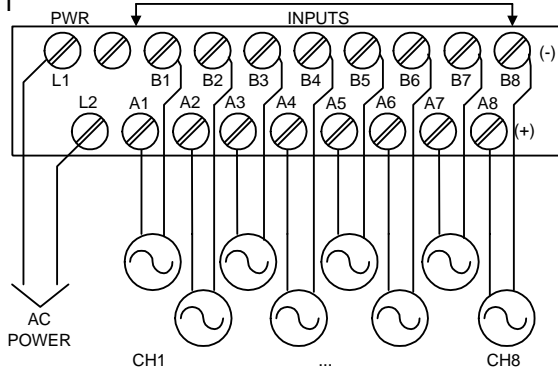 PWR INPUTS
(-)
L1 B1 B2 B3 B4 B5 B6 B7 B8
L2 A1 A2 A3 A4 A5 A6 A7 A8
(+)
AC
POWER
CH1 ... CH8